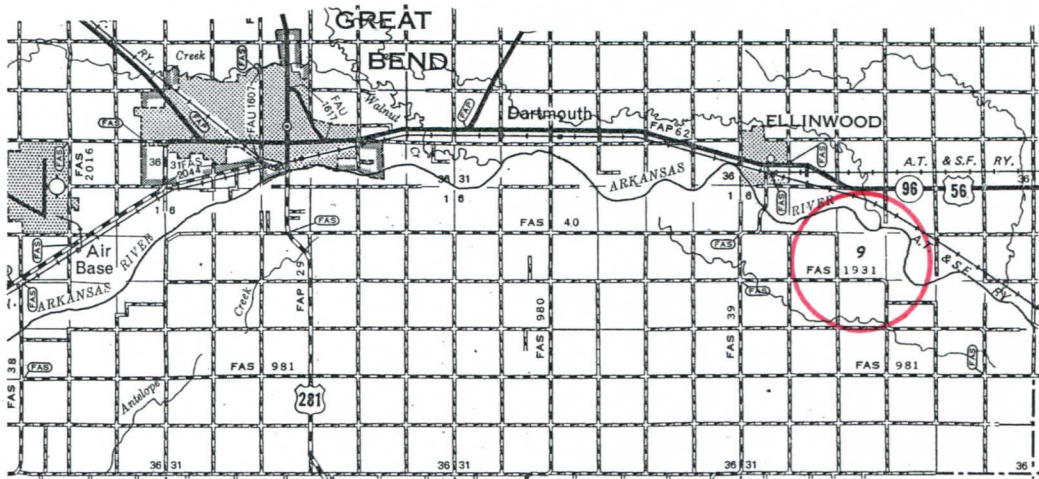 GREAT
BEND
RY.
Creek
FAS
FAU 1607
FAU
1617
Walnut
FAP
Dartmouth
FAP
FAP 62
ELLINWOOD
FAS
FAS
FAS
2016
36
31
FAS
2044
1 6
36 31
1 6
ARKANSAS
RIVER
36
1 6
FAS
A.T. & S.F. RY.
96
56
Air
Base
FAS
RIVER
ARKANSAS
FAS
FAS 40
FAS
9
FAS 1931
A.T. & S.F. RY.
FAS
Creek
FAP 29
FAS 980
FAS
FAS 39
FAS 38
FAS
Antelope
FAS 981
281
FAS 981
FAS
36 31
36 31
36 31
36